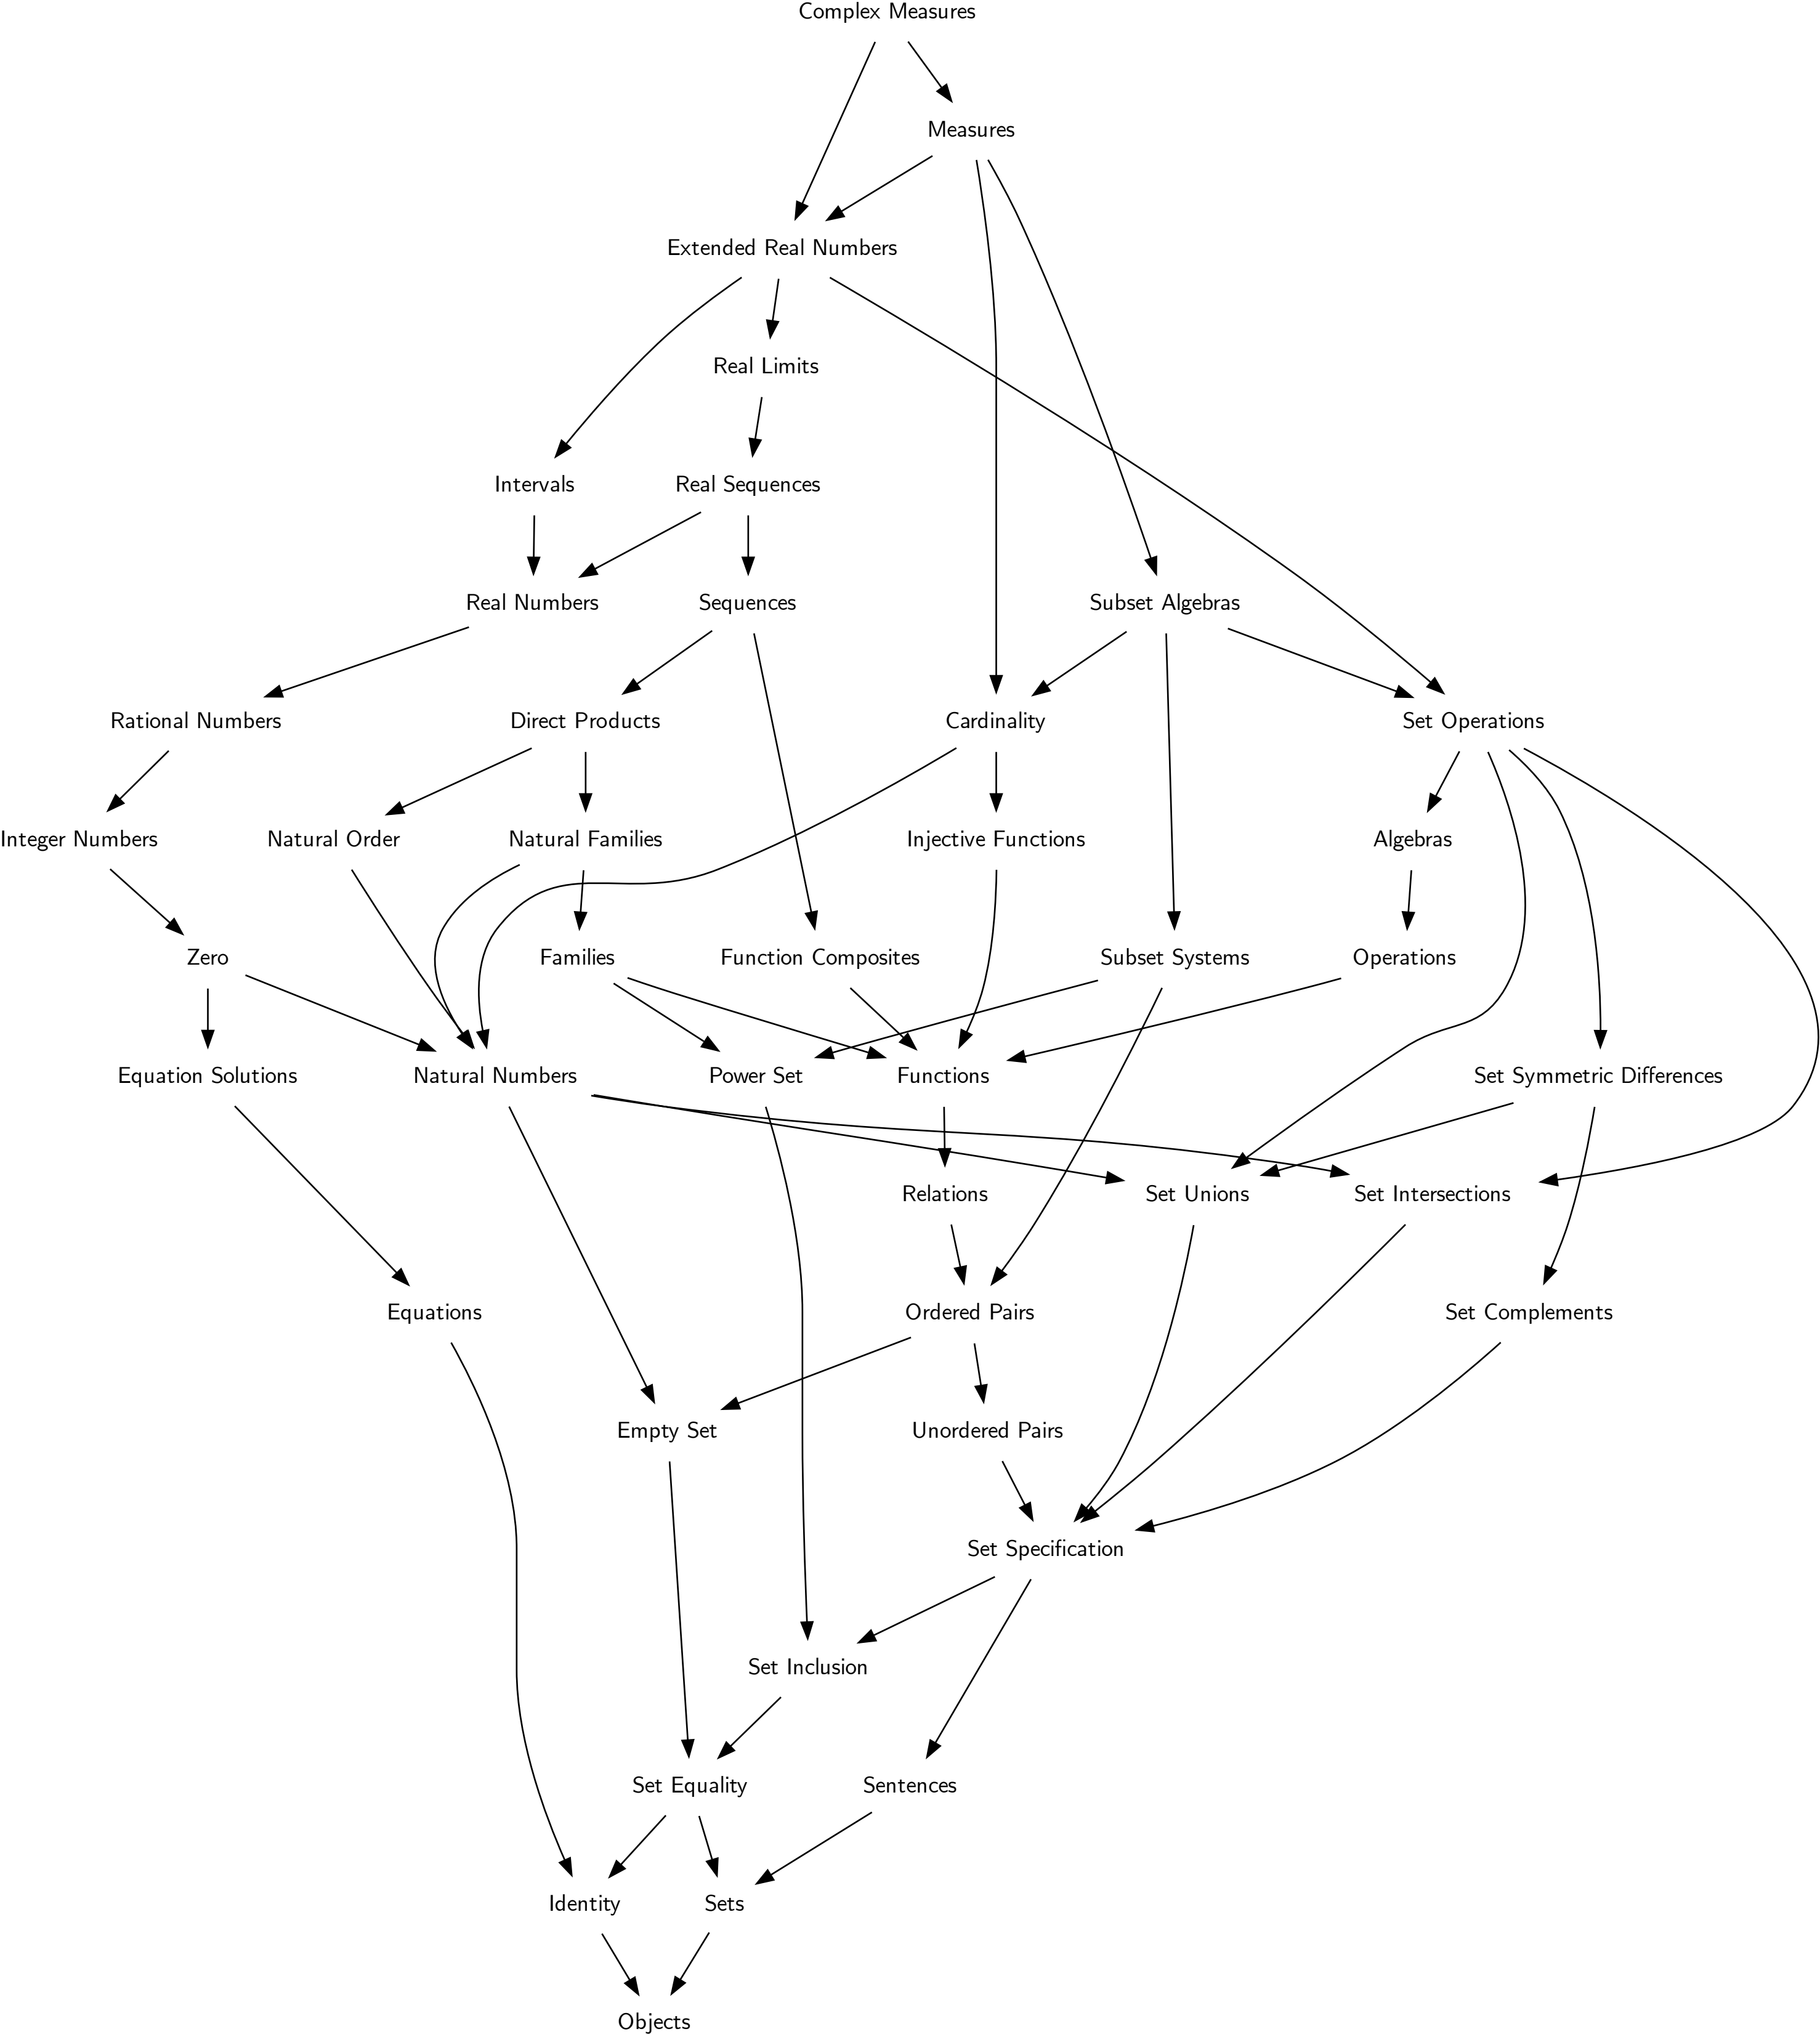 Complex Measures
Measures
Extended Real Numbers
Real Limits
Intervals
Real Sequences
Real Numbers
Sequences
Subset Algebras
Rational Numbers
Direct Products
Cardinality
Set Operations
Integer Numbers
Natural Order
Natural Families
Injective Functions
Algebras
Zero
Families
Function Composites
Subset Systems
Operations
Equation Solutions
Natural Numbers
Power Set
Functions
Set Symmetric Differences
Relations
Set Unions
Set Intersections
Equations
Ordered Pairs
Set Complements
Empty Set
Unordered Pairs
Set Specification
Set Inclusion
Set Equality
Sentences
Identity
Sets
Objects